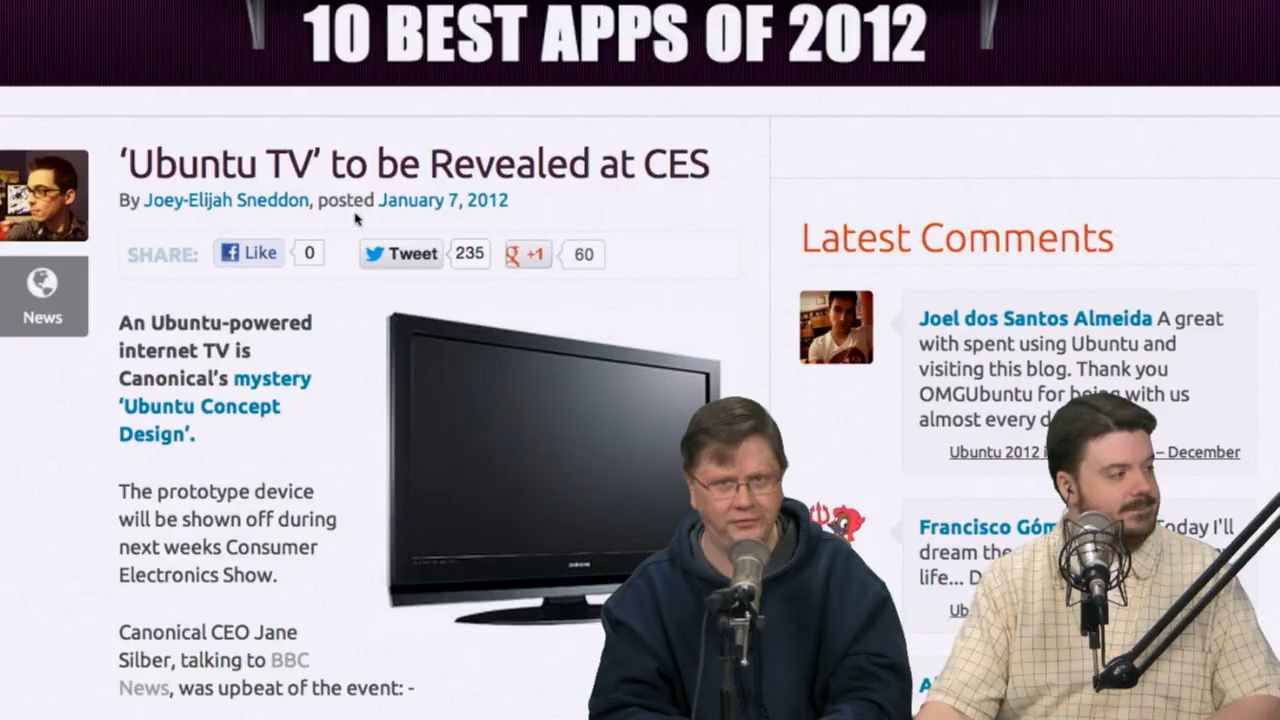 10 BEST APPS OF 2012
‘Ubuntu TV’ to be Revealed at CES
By Joey-Elijah Sneddon, posted January 7, 2012
SHARE: Like 0 Tweet 235 g +1 60
News
An Ubuntu-powered
internet TV is
Canonical’s mystery
‘Ubuntu Concept
Design’.
The prototype device
will be shown off during
next weeks Consumer
Electronics Show.
Canonical CEO Jane
Silber, talking to BBC
News, was upbeat of the event: -
Latest Comments
Joel dos Santos Almeida A great
with spent using Ubuntu and
visiting this blog. Thank you
OMGUbuntu for being with us
almost every
Ubuntu 2012 – December
Francisco Today I'll
dream the
life...